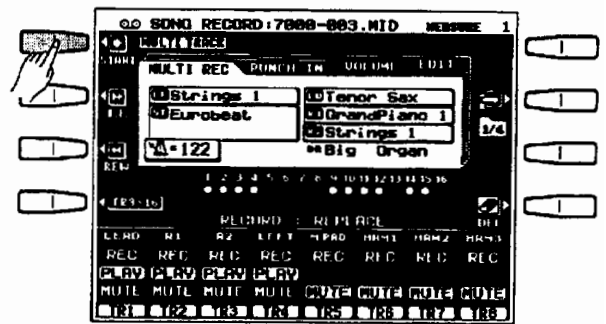 SONG RECORD:7000-003.MID MEASURE 1
MULTI TRACK
START
MULTI REC PUNCH IN VOLUME EDIT
Strings 1 Tenor Sax
Eurobeat GrandPiano 1
Strings 1
=122 Big Organ
1/4
REW
1 2 3 4 5 6 7 8 9 10 11 12 13 14 15 16
TR9-16
RECORD : REPLACE
DEL
LEAD R1 R2 LEFT M.PAD HRM1 HRM2 HRM3
REC REC REC REC REC REC REC REC
PLAY PLAY PLAY PLAY
MUTE MUTE MUTE MUTE MUTE MUTE MUTE MUTE
TR1 TR2 TR3 TR4 TR5 TR6 TR7 TR8